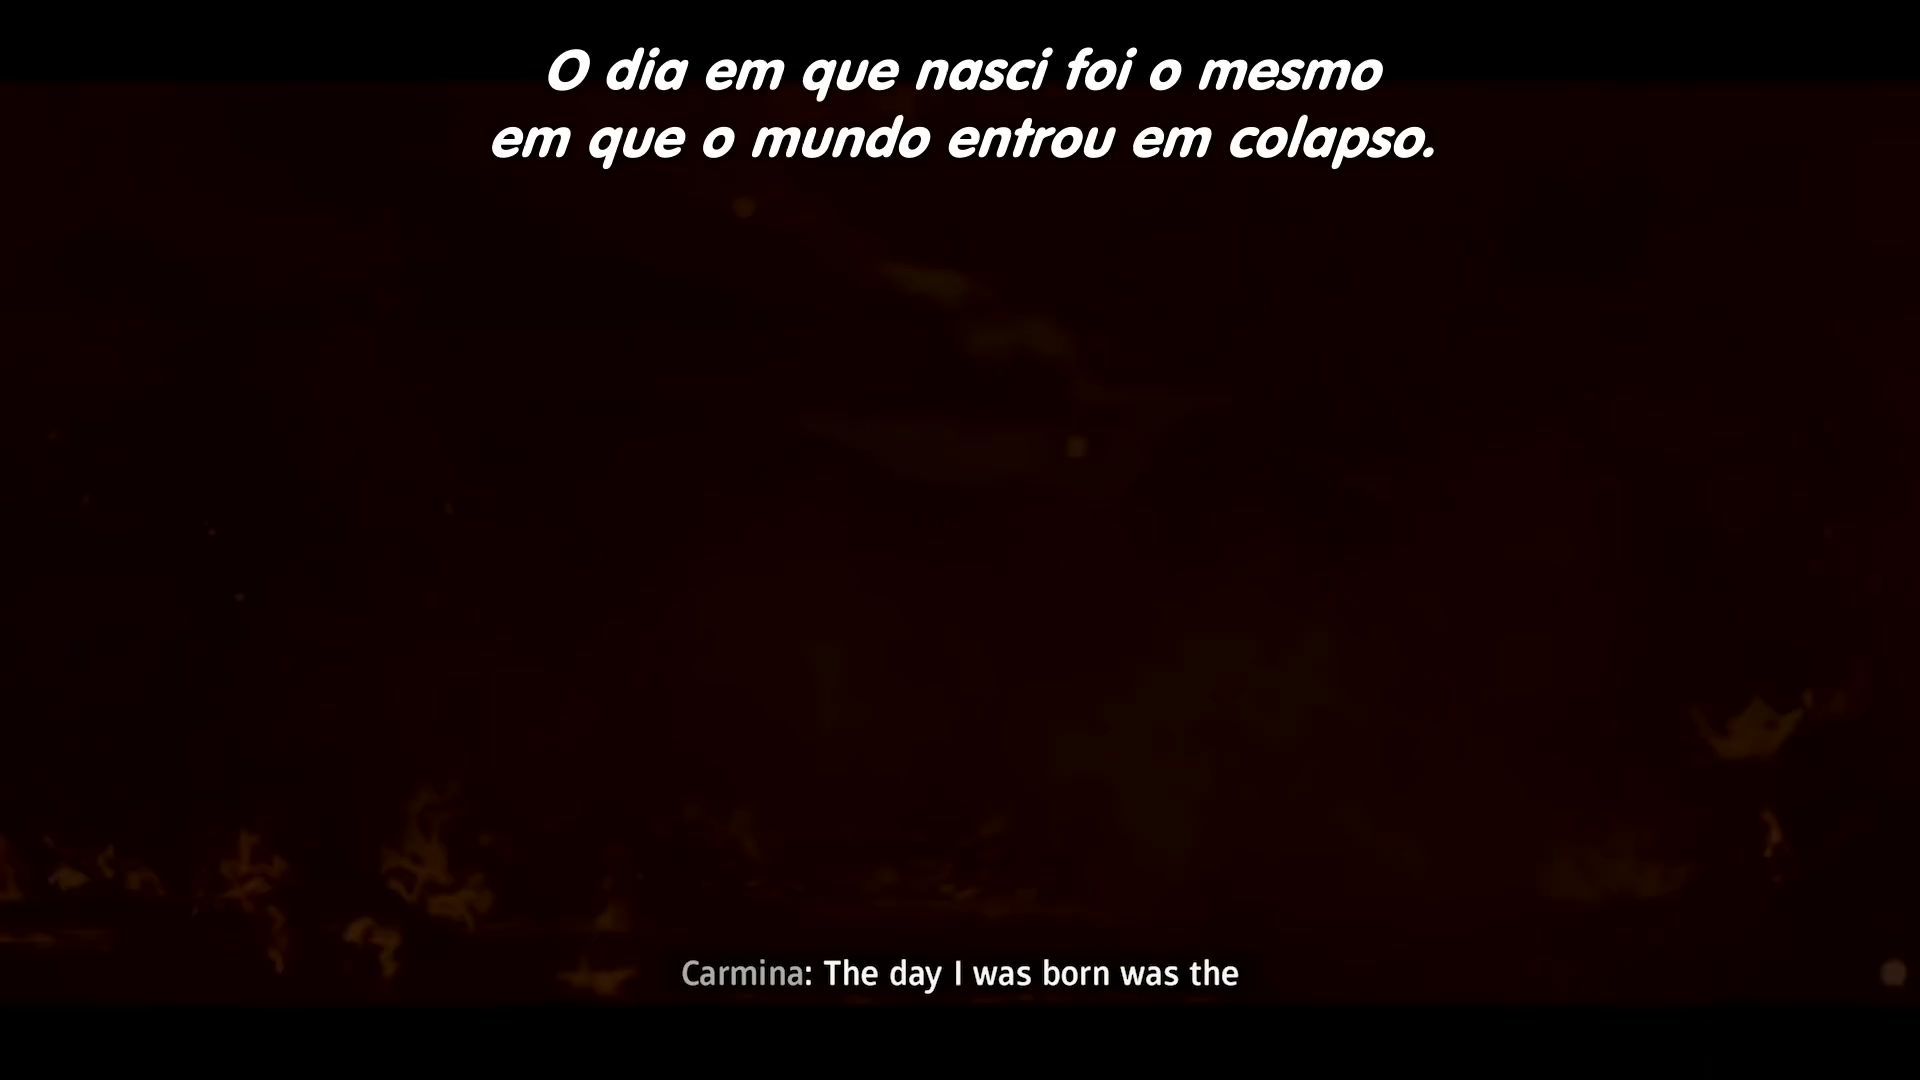 O dia em que nasci foi o mesmo
em que o mundo entrou em colapso.
Carmina: The day I was born was the